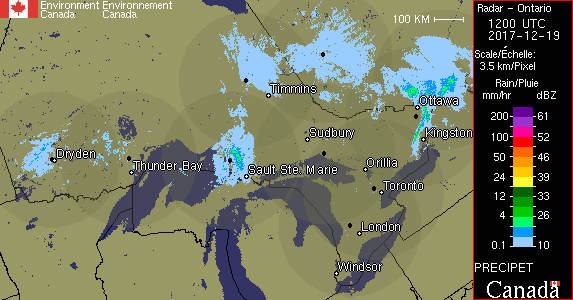 Environment Environnement
Canada Canada
100 KM
Timmins
Ottawa
Kingston
Sudbury
Dryden
Thunder Bay
Sault Ste. Marie
Orillia
Toronto
London
Windsor
Radar - Ontario
1200 UTC
2017-12-19
Scale/Échelle:
3.5 km/Pixel
Rain/Pluie
mm/hr dBZ
200 61
100 52
50 46
24 39
12 33
4 26
0.1 10
PRECIPET
Canada